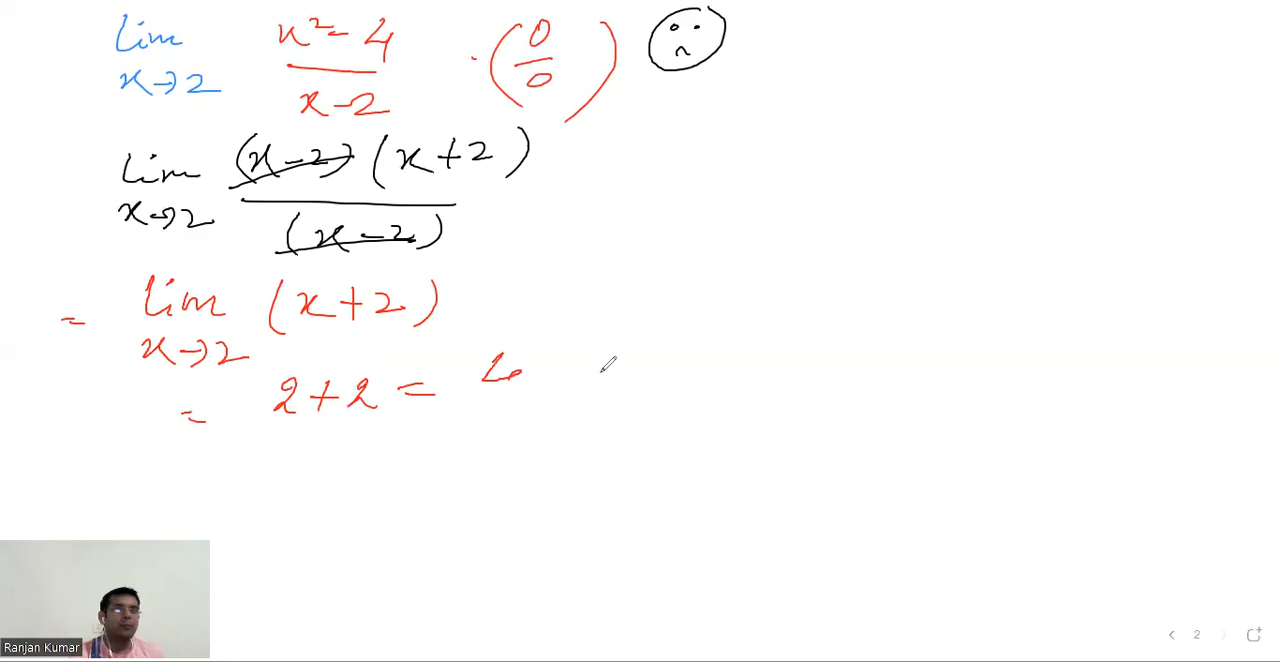 lim x²-4 · (0/0)
x→2 x-2
lim (x-2)(x+2)
x→2 (x-2)
= lim (x+2)
x→2
= 2+2 = 4
Ranjan Kumar
< 2 >